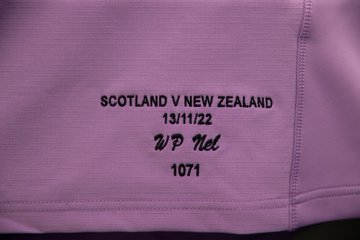 SCOTLAND V NEW ZEALAND
13/11/22
WP Nel
1071